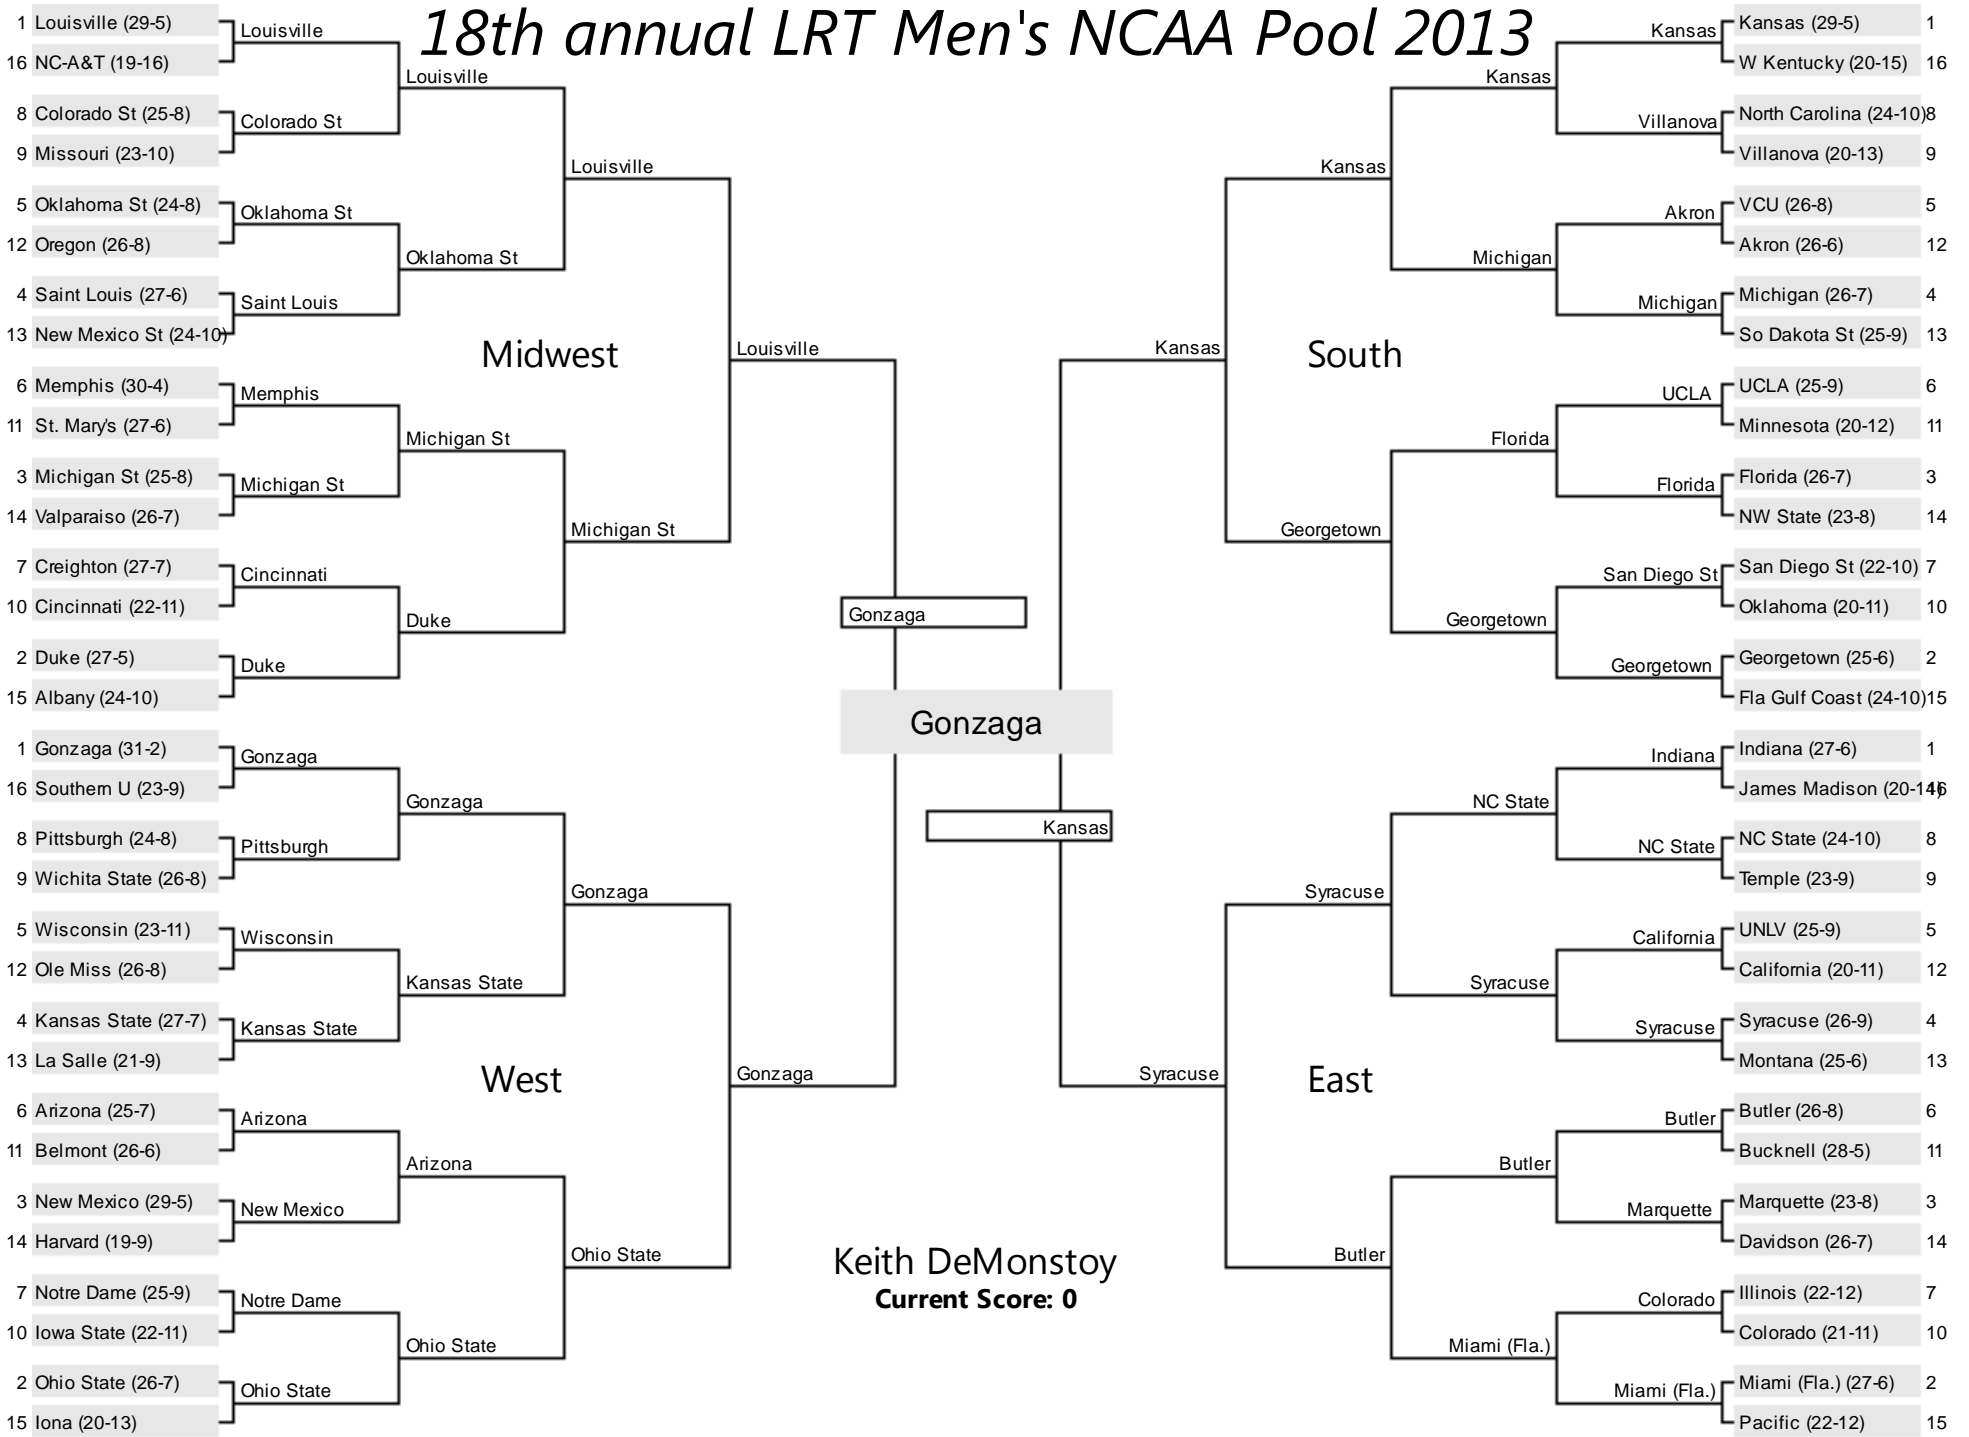 18th annual LRT Men's NCAA Pool 2013
1 Louisville (29-5)
16 NC-A&T (19-16)
8 Colorado St (25-8)
9 Missouri (23-10)
5 Oklahoma St (24-8)
12 Oregon (26-8)
4 Saint Louis (27-6)
13 New Mexico St (24-10)
6 Memphis (30-4)
11 St. Mary's (27-6)
3 Michigan St (25-8)
14 Valparaiso (26-7)
7 Creighton (27-7)
10 Cincinnati (22-11)
2 Duke (27-5)
15 Albany (24-10)
Louisville
Colorado St
Oklahoma St
Saint Louis
Memphis
Michigan St
Cincinnati
Duke
Louisville
Oklahoma St
Michigan St
Duke
Louisville
Michigan St
Louisville
Midwest
1 Gonzaga (31-2)
16 Southern U (23-9)
8 Pittsburgh (24-8)
9 Wichita State (26-8)
5 Wisconsin (23-11)
12 Ole Miss (26-8)
4 Kansas State (27-7)
13 La Salle (21-9)
6 Arizona (25-7)
11 Belmont (26-6)
3 New Mexico (29-5)
14 Harvard (19-9)
7 Notre Dame (25-9)
10 Iowa State (22-11)
2 Ohio State (26-7)
15 Iona (20-13)
Gonzaga
Pittsburgh
Wisconsin
Kansas State
Arizona
New Mexico
Notre Dame
Ohio State
Gonzaga
Kansas State
Arizona
Ohio State
Gonzaga
Ohio State
Gonzaga
West
Gonzaga
Gonzaga
Kansas
Keith DeMonstoy
Current Score: 0
Kansas (29-5) 1
W Kentucky (20-15) 16
North Carolina (24-10) 8
Villanova (20-13) 9
VCU (26-8) 5
Akron (26-6) 12
Michigan (26-7) 4
So Dakota St (25-9) 13
UCLA (25-9) 6
Minnesota (20-12) 11
Florida (26-7) 3
NW State (23-8) 14
San Diego St (22-10) 7
Oklahoma (20-11) 10
Georgetown (25-6) 2
Fla Gulf Coast (24-10) 15
Kansas
Villanova
Akron
Michigan
UCLA
Florida
San Diego St
Georgetown
Kansas
Michigan
Florida
Georgetown
Kansas
Georgetown
Kansas
South
Indiana (27-6) 1
James Madison (20-14) 16
NC State (24-10) 8
Temple (23-9) 9
UNLV (25-9) 5
California (20-11) 12
Syracuse (26-9) 4
Montana (25-6) 13
Butler (26-8) 6
Bucknell (28-5) 11
Marquette (23-8) 3
Davidson (26-7) 14
Illinois (22-12) 7
Colorado (21-11) 10
Miami (Fla.) (27-6) 2
Pacific (22-12) 15
Indiana
NC State
California
Syracuse
Butler
Marquette
Colorado
Miami (Fla.)
NC State
Syracuse
Butler
Miami (Fla.)
Syracuse
Butler
Syracuse
East